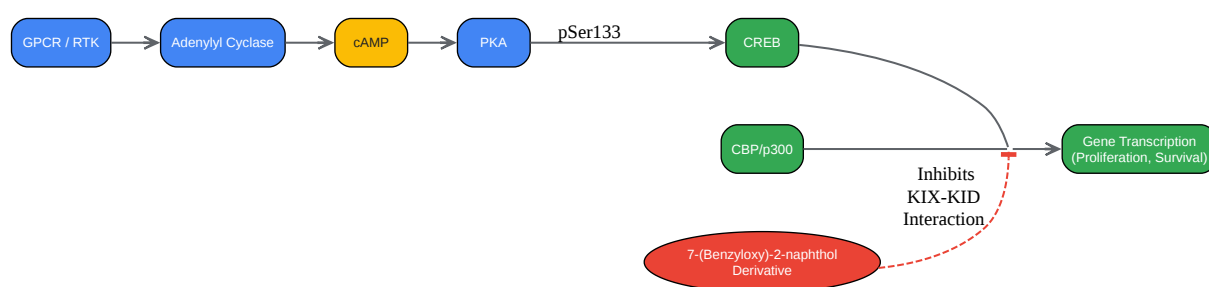 GPCR / RTK
Adenylyl Cyclase
cAMP
PKA
pSer133
CREB
CBP/p300
Gene Transcription
(Proliferation, Survival)
Inhibits
KIX-KID
Interaction
7-(Benzyloxy)-2-naphthol
Derivative